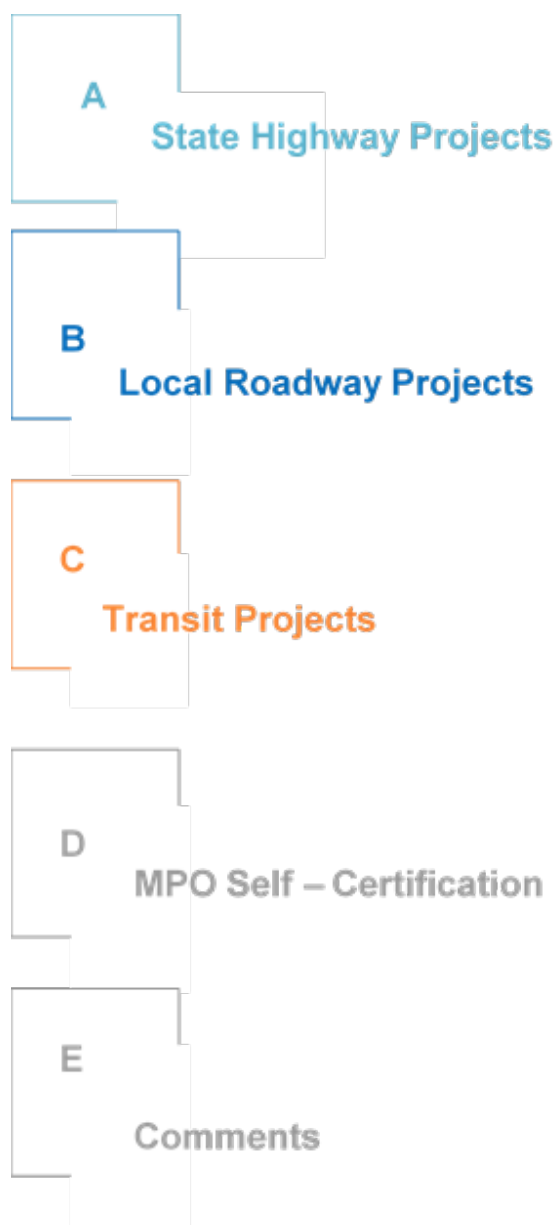 A
State Highway Projects
B
Local Roadway Projects
C
Transit Projects
D
MPO Self – Certification
E
Comments